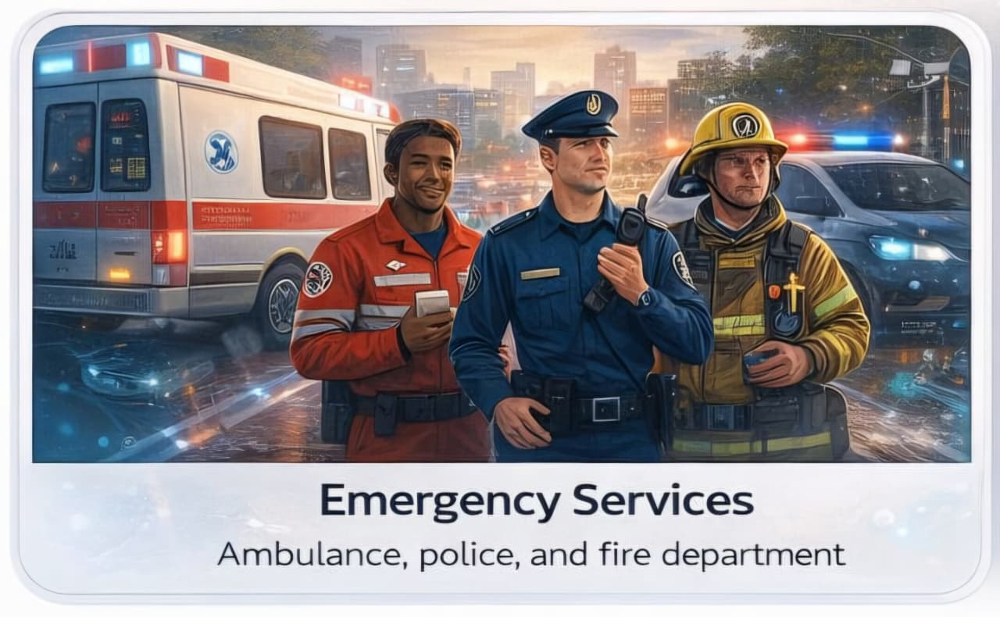 Emergency Services
Ambulance, police, and fire department